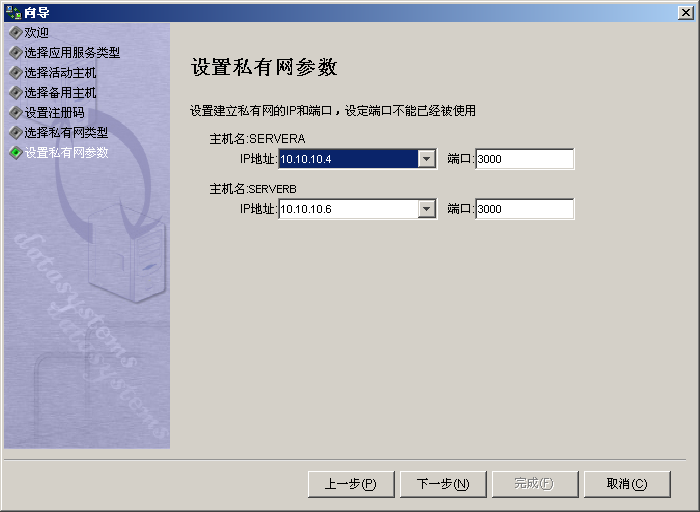 向导
欢迎
选择应用服务类型
选择活动主机
选择备用主机
设置注册码
选择私有网类型
设置私有网参数
datasystems
datasystems
设置私有网参数
设置建立私有网的IP和端口，设定端口不能已经被使用
主机名:SERVERA
IP地址: 10.10.10.4 端口: 3000
主机名:SERVERB
IP地址: 10.10.10.6 端口: 3000
上一步(P) 下一步(N) 完成(F) 取消(C)